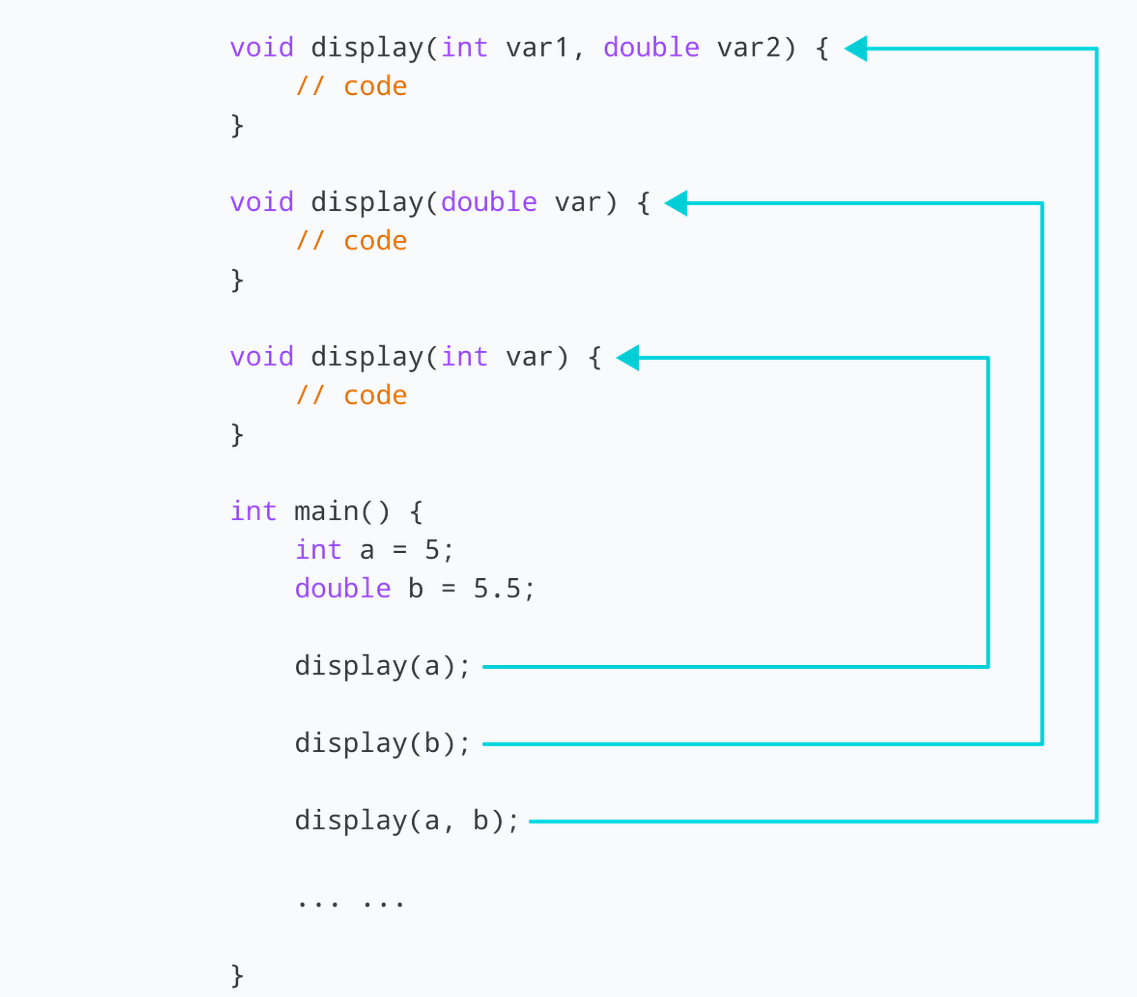 void display(int var1, double var2) {
    // code
}
void display(double var) {
    // code
}
void display(int var) {
    // code
}
int main() {
    int a = 5;
    double b = 5.5;
    display(a);
    display(b);
    display(a, b);
    ... ...
}